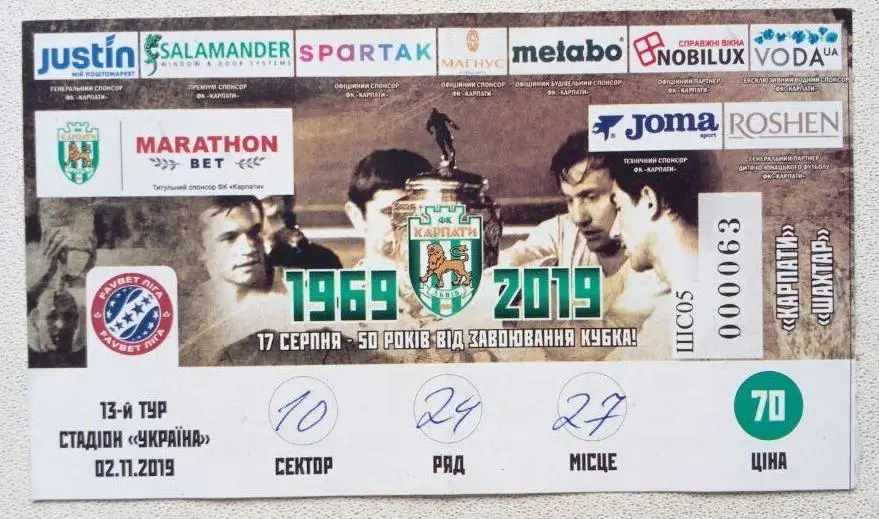 justin
МІЙ ПОШТОМАРКЕТ
ГЕНЕРАЛЬНИЙ СПОНСОР
ФК «КАРПАТИ»
SALAMANDER
WINDOW & DOOR SYSTEMS
ПРЕМІУМ СПОНСОР
ФК «КАРПАТИ»
SPARTAK
ОФІЦІЙНИЙ СПОНСОР
ФК «КАРПАТИ»
МАГНУС
ОФІЦІЙНИЙ СПОНСОР
ФК «КАРПАТИ»
metabo
ОФІЦІЙНИЙ БУДІВЕЛЬНИЙ СПОНСОР
ФК «КАРПАТИ»
СПРАВЖНІ ВІКНА
NOBILUX
ОФІЦІЙНИЙ ПАРТНЕР
ФК «КАРПАТИ»
VODA UA
ЕКСКЛЮЗИВНИЙ ВОДНИЙ СПОНСОР
ФК «КАРПАТИ»
ФК
КАРПАТИ
MARATHON
BET
Титульний спонсор ФК «Карпати»
JOMA
sport
ТЕХНІЧНИЙ СПОНСОР
ФК «КАРПАТИ»
ROSHEN
ГЕНЕРАЛЬНИЙ ПАРТНЕР
ДИТЯЧО-ЮНАЦЬКОГО ФУТБОЛУ
ФК «КАРПАТИ»
1969
ФК
КАРПАТИ
ЛЬВІВ
2019
17 СЕРПНЯ - 50 РОКІВ ВІД ЗАВОЮВАННЯ КУБКА!
FAVBET ЛІГА
FAVBET ЛІГА
ШС05
000063
«КАРПАТИ»
«ШАХТАР»
13-й ТУР
СТАДІОН «УКРАЇНА»
02.11.2019
10
СЕКТОР
24
РЯД
27
МІСЦЕ
70
ЦІНА